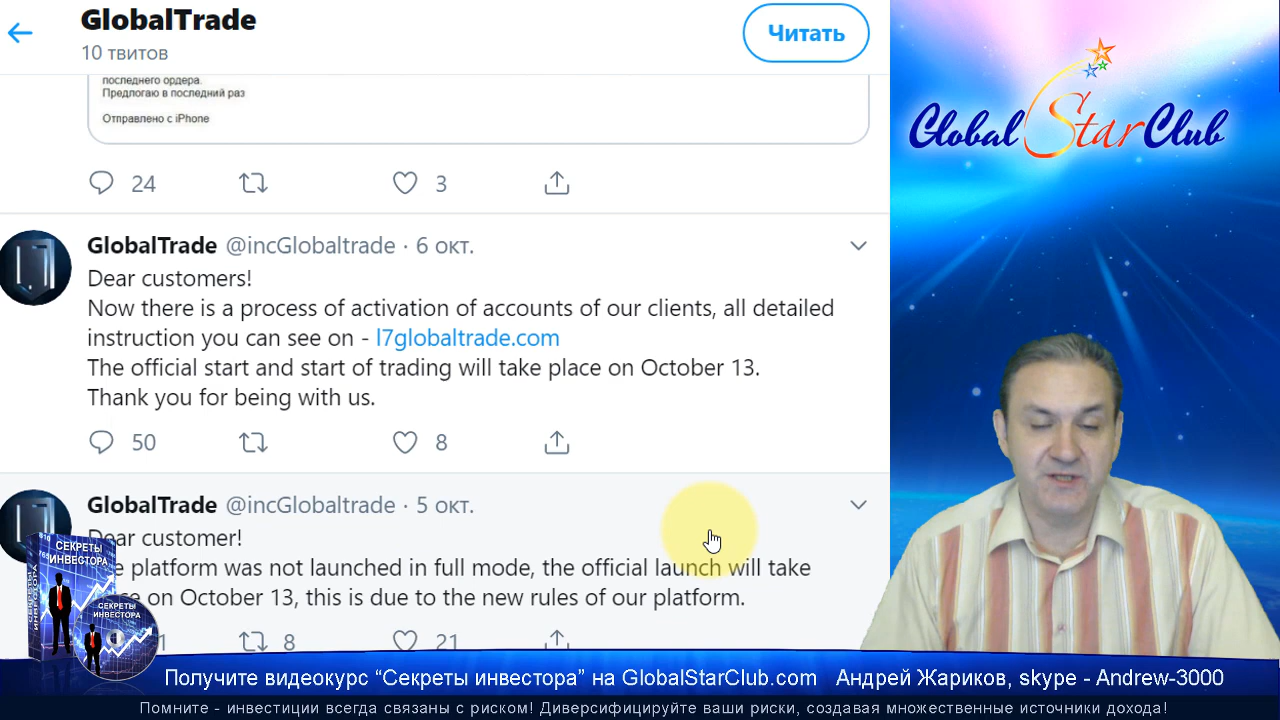 GlobalTrade
10 твитов
Читать
последнего ордера.
Предлогаю в последний раз
Отправлено с iPhone
24
3
GlobalTrade @incGlobaltrade · 6 окт.
Dear customers!
Now there is a process of activation of accounts of our clients, all detailed
instruction you can see on - l7globaltrade.com
The official start and start of trading will take place on October 13.
Thank you for being with us.
50
8
GlobalTrade @incGlobaltrade · 5 окт.
Dear customer!
platform was not launched in full mode, the official launch will take
on October 13, this is due to the new rules of our platform.
8
21
Global Star Club
СЕКРЕТЫ
ИНВЕСТОРА
СЕКРЕТЫ
ИНВЕСТОРА
Получите видеокурс “Секреты инвестора” на GlobalStarClub.com Андрей Жариков, skype - Andrew-3000
Помните - инвестиции всегда связаны с риском! Диверсифицируйте ваши риски, создавая множественные источники дохода!